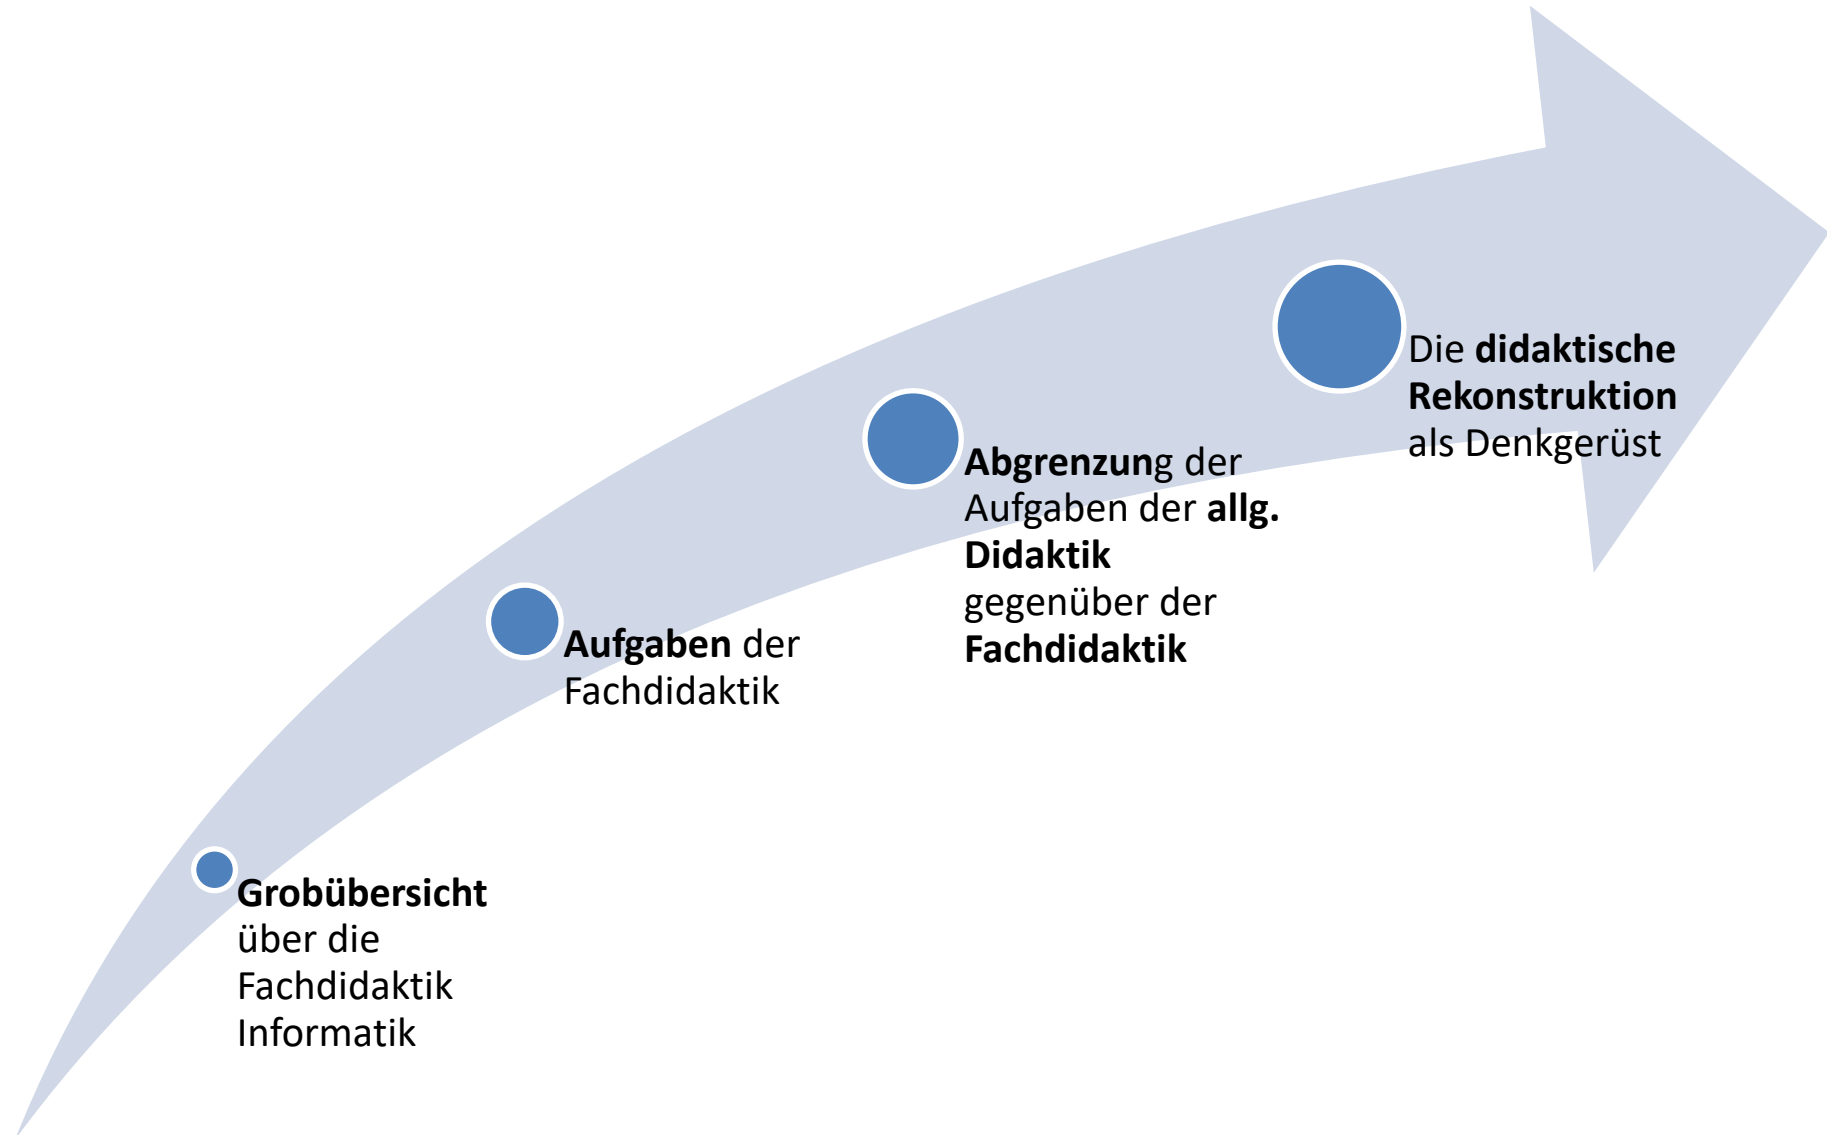 Grobübersicht
über die
Fachdidaktik
Informatik
Aufgaben der
Fachdidaktik
Abgrenzung der
Aufgaben der allg.
Didaktik
gegenüber der
Fachdidaktik
Die didaktische
Rekonstruktion
als Denkgerüst